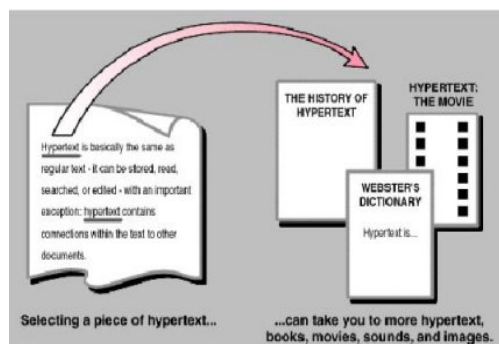 Hypertext is basically the same as
regular text - it can be stored, read,
searched, or edited - with an important
exception: hypertext contains
connections within the text to other
documents.
Selecting a piece of hypertext...
THE HISTORY OF
HYPERTEXT
HYPERTEXT:
THE MOVIE
WEBSTER'S
DICTIONARY
Hypertext is...
...can take you to more hypertext,
books, movies, sounds, and images.